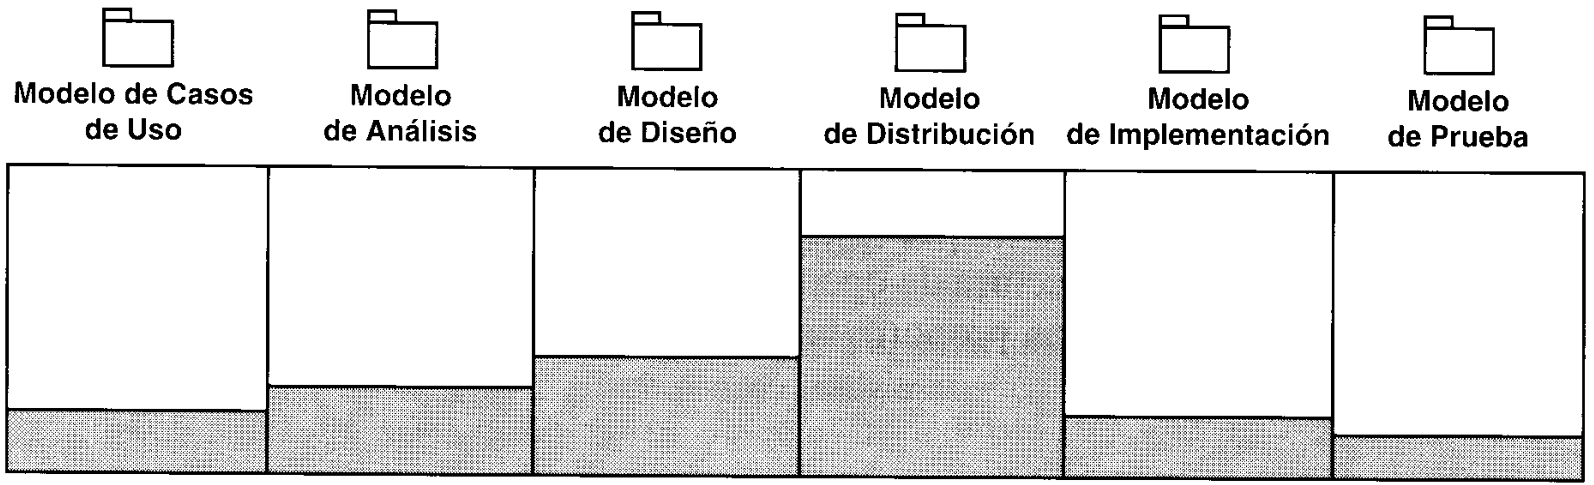 Modelo de Casos
de Uso
Modelo
de Análisis
Modelo
de Diseño
Modelo
de Distribución
Modelo
de Implementación
Modelo
de Prueba